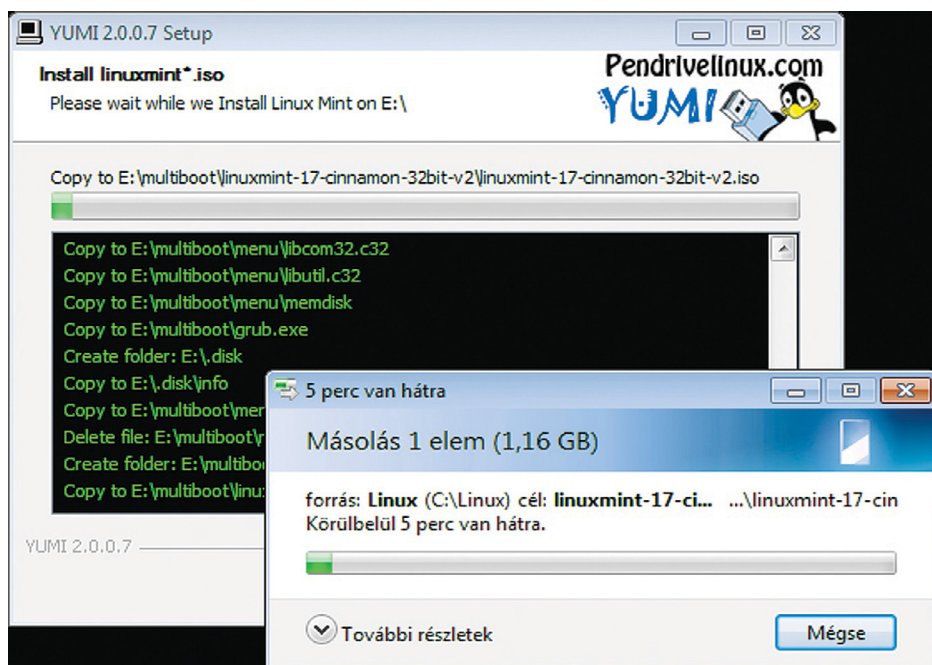 YUMI 2.0.0.7 Setup
Install linuxmint*.iso
Please wait while we Install Linux Mint on E:\
Pendrivelinux.com
YUMI
Copy to E:\multiboot\linuxmint-17-cinnamon-32bit-v2\linuxmint-17-cinnamon-32bit-v2.iso
Copy to E:\multiboot\menu\libcom32.c32
Copy to E:\multiboot\menu\libutil.c32
Copy to E:\multiboot\menu\memdisk
Copy to E:\multiboot\grub.exe
Create folder: E:\.disk
Copy to E:\.disk\info
Copy to E:\multiboot\mer
Delete file: E:\multiboot\r
Create folder: E:\multiboo
Copy to E:\multiboot\linu:
YUMI 2.0.0.7
5 perc van hátra
Másolás 1 elem (1,16 GB)
forrás: Linux (C:\Linux) cél: linuxmint-17-ci... ...\linuxmint-17-cin
Körülbelül 5 perc van hátra.
További részletek
Mégse